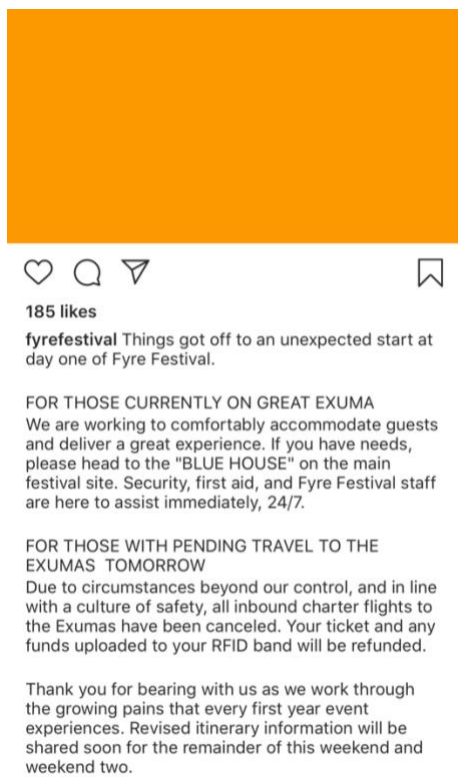 185 likes
fyrefestival Things got off to an unexpected start at
day one of Fyre Festival.
FOR THOSE CURRENTLY ON GREAT EXUMA
We are working to comfortably accommodate guests
and deliver a great experience. If you have needs,
please head to the "BLUE HOUSE" on the main
festival site. Security, first aid, and Fyre Festival staff
are here to assist immediately, 24/7.
FOR THOSE WITH PENDING TRAVEL TO THE
EXUMAS  TOMORROW
Due to circumstances beyond our control, and in line
with a culture of safety, all inbound charter flights to
the Exumas have been canceled. Your ticket and any
funds uploaded to your RFID band will be refunded.
Thank you for bearing with us as we work through
the growing pains that every first year event
experiences. Revised itinerary information will be
shared soon for the remainder of this weekend and
weekend two.